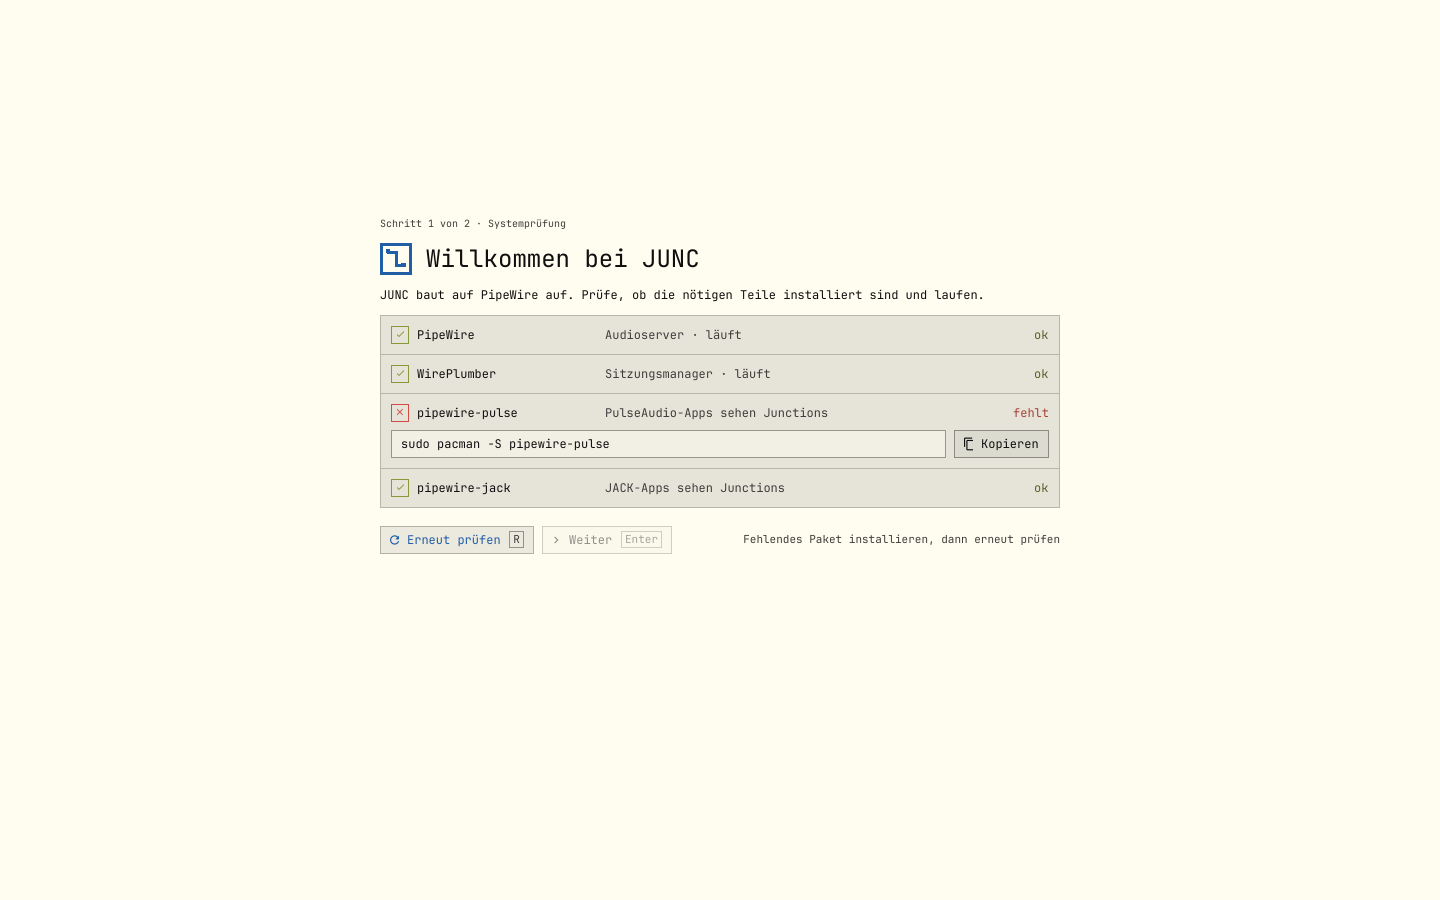 Schritt 1 von 2 · Systemprüfung
Willkommen bei JUNC
JUNC baut auf PipeWire auf. Prüfe, ob die nötigen Teile installiert sind und laufen.
PipeWire Audioserver · läuft ok
WirePlumber Sitzungsmanager · läuft ok
pipewire-pulse PulseAudio-Apps sehen Junctions fehlt
sudo pacman -S pipewire-pulse Kopieren
pipewire-jack JACK-Apps sehen Junctions ok
Erneut prüfen R Weiter Enter Fehlendes Paket installieren, dann erneut prüfen